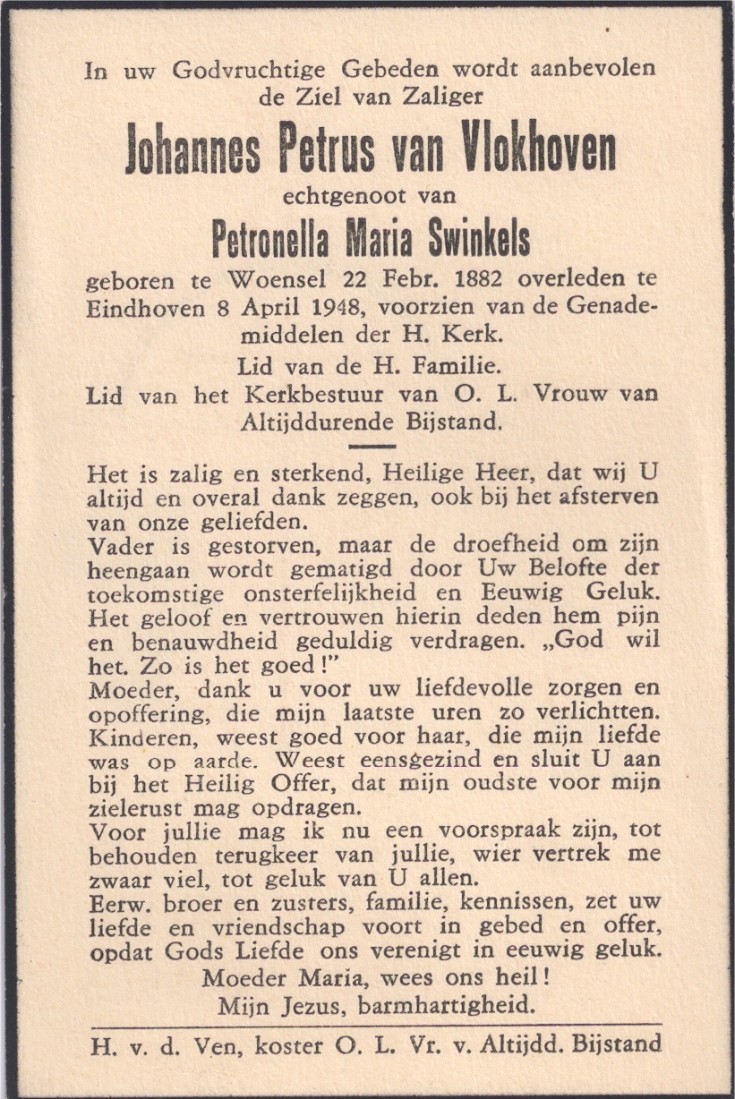 In uw Godvruchtige Gebeden wordt aanbevolen
de Ziel van Zaliger
Johannes Petrus van Vlokhoven
echtgenoot van
Petronella Maria Swinkels
geboren te Woensel 22 Febr. 1882 overleden te
Eindhoven 8 April 1948, voorzien van de Genade-
middelen der H. Kerk.
Lid van de H. Familie.
Lid van het Kerkbestuur van O. L. Vrouw van
Altijddurende Bijstand.
Het is zalig en sterkend, Heilige Heer, dat wij U
altijd en overal dank zeggen, ook bij het afsterven
van onze geliefden.
Vader is gestorven, maar de droefheid om zijn
heengaan wordt gematigd door Uw Belofte der
toekomstige onsterfelijkheid en Eeuwig Geluk.
Het geloof en vertrouwen hierin deden hem pijn
en benauwdheid geduldig verdragen. „God wil
het. Zo is het goed!”
Moeder, dank u voor uw liefdevolle zorgen en
opoffering, die mijn laatste uren zo verlichtten.
Kinderen, weest goed voor haar, die mijn liefde
was op aarde. Weest eensgezind en sluit U aan
bij het Heilig Offer, dat mijn oudste voor mijn
zielerust mag opdragen.
Voor jullie mag ik nu een voorspraak zijn, tot
behouden terugkeer van jullie, wier vertrek me
zwaar viel, tot geluk van U allen.
Eerw. broer en zusters, familie, kennissen, zet uw
liefde en vriendschap voort in gebed en offer,
opdat Gods Liefde ons verenigt in eeuwig geluk.
Moeder Maria, wees ons heil!
Mijn Jezus, barmhartigheid.
H. v. d. Ven, koster O. L. Vr. v. Altijdd. Bijstand